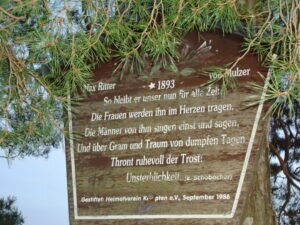 Max Ritter ★ 1893 von Mulzer
So bleibt er unser nun für alle Zeit:
Die Frauen werden ihn im Herzen tragen,
Die Männer von ihm singen einst und sagen,
Und über Gram und Traum von dumpfen Tagen
Thront ruhevoll der Trost:
Unsterblichkeit.
Gestiftet: Heimatverein e.V., September 1986